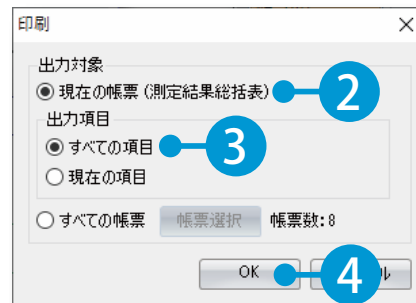 印刷
出力対象
現在の帳票 (測定結果総括表) 2
出力項目
すべての項目 3
現在の項目
すべての帳票 帳票選択 帳票数: 8
OK 4 ル